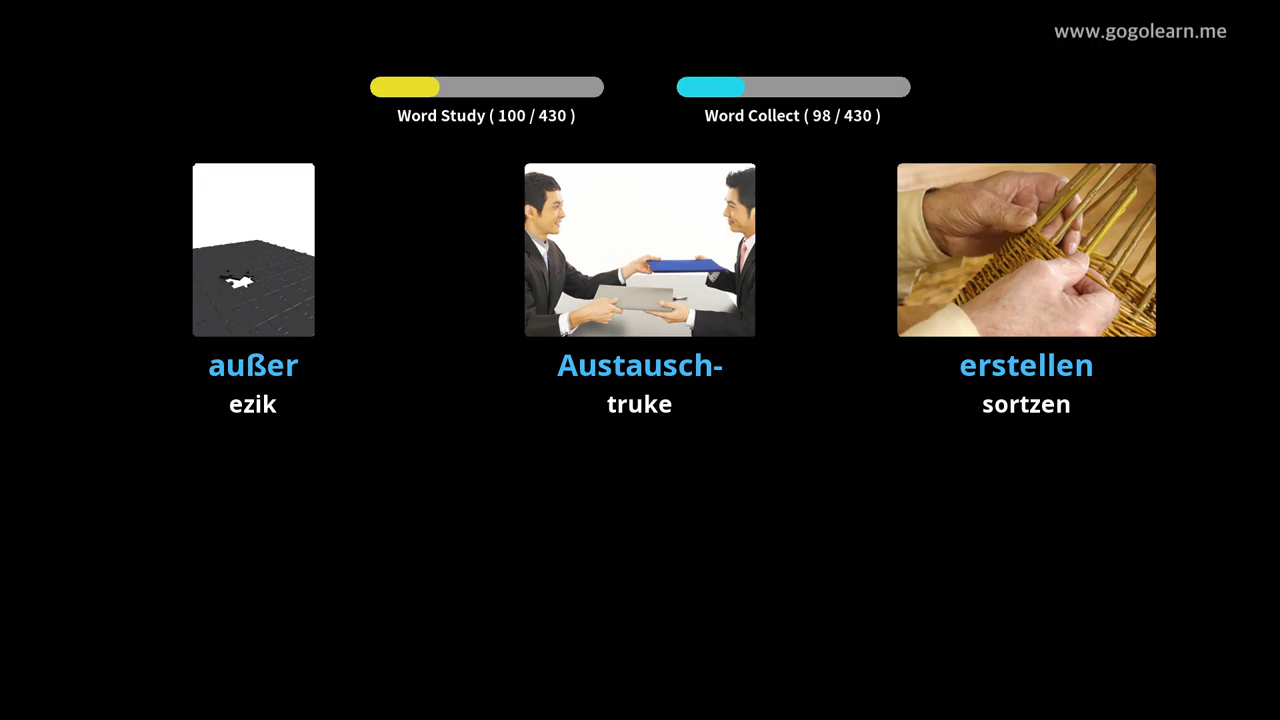 www.gogolearn.me
Word Study ( 100 / 430 )
Word Collect ( 98 / 430 )
außer
Austausch-
erstellen
ezik
truke
sortzen